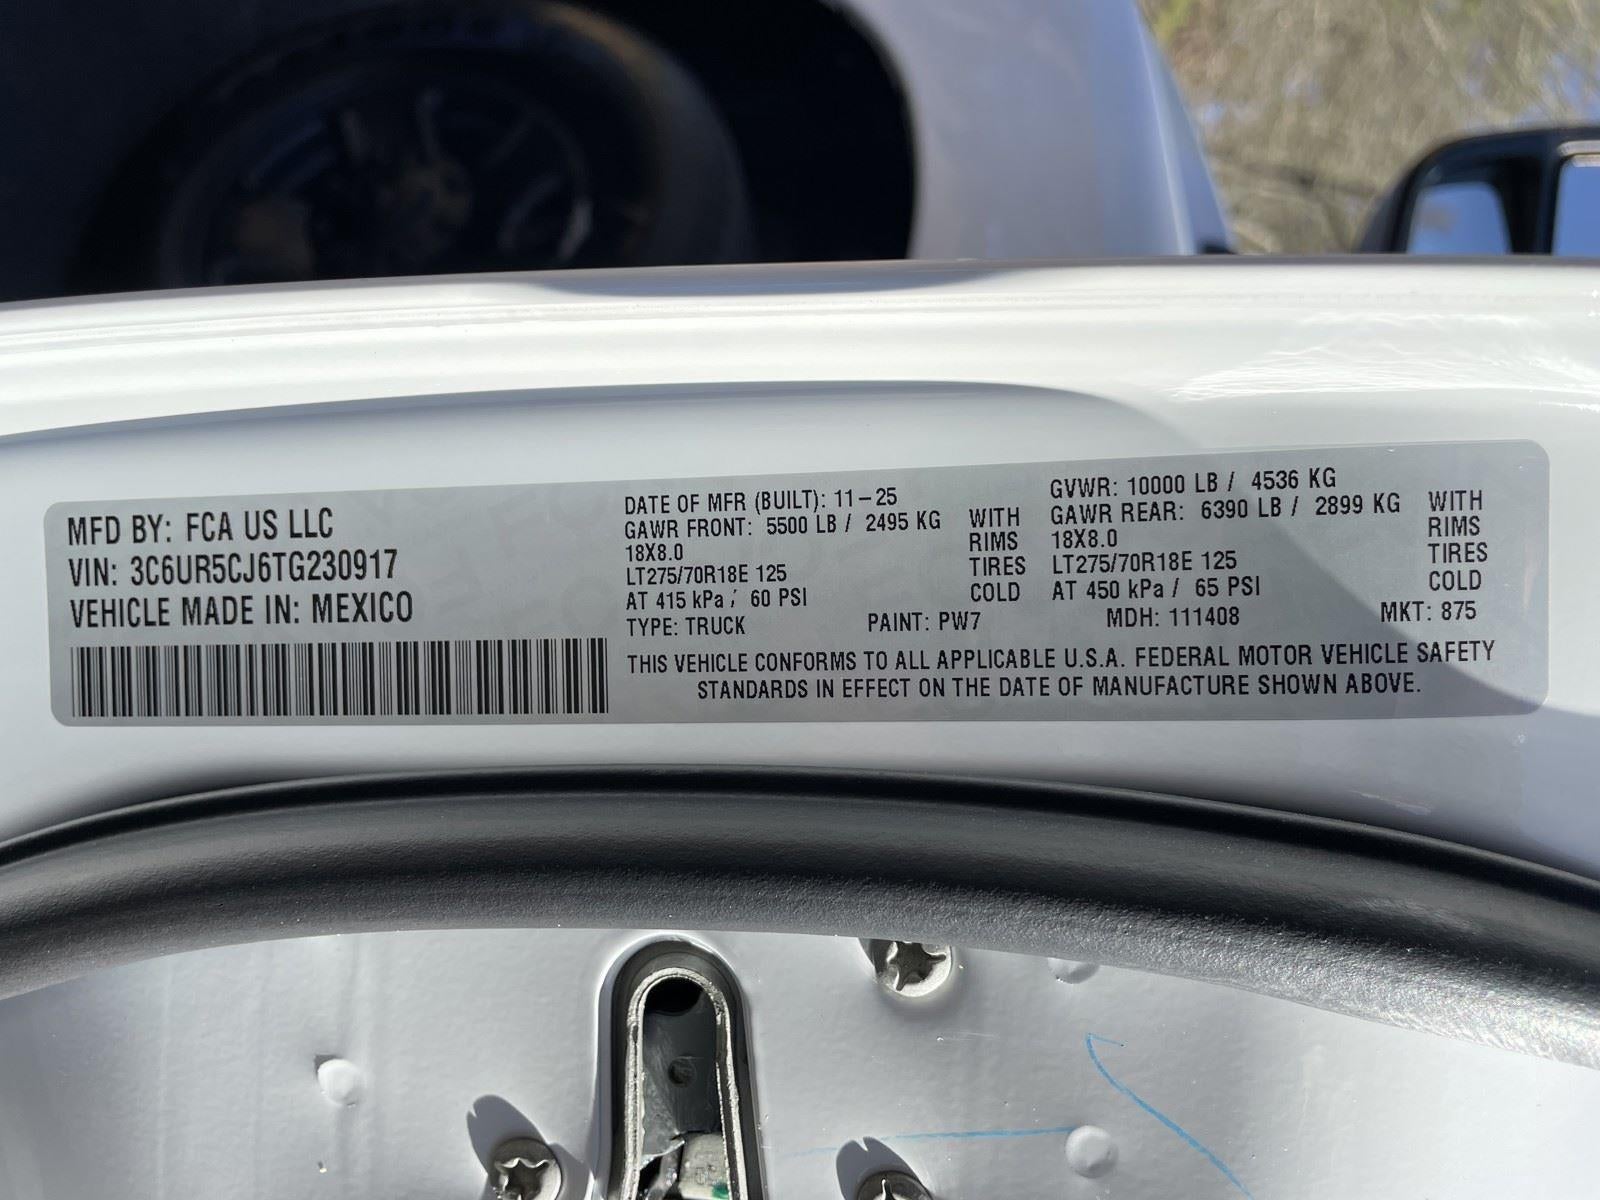 MFD BY: FCA US LLC
VIN: 3C6UR5CJ6TG230917
VEHICLE MADE IN: MEXICO
DATE OF MFR (BUILT): 11-25
GAWR FRONT: 5500 LB / 2495 KG WITH
18X8.0 RIMS
LT275/70R18E 125 TIRES
AT 415 kPa / 60 PSI COLD
GVWR: 10000 LB / 4536 KG
GAWR REAR: 6390 LB / 2899 KG WITH
18X8.0 RIMS
LT275/70R18E 125 TIRES
AT 450 kPa / 65 PSI COLD
TYPE: TRUCK PAINT: PW7 MDH: 111408 MKT: 875
THIS VEHICLE CONFORMS TO ALL APPLICABLE U.S.A. FEDERAL MOTOR VEHICLE SAFETY
STANDARDS IN EFFECT ON THE DATE OF MANUFACTURE SHOWN ABOVE.